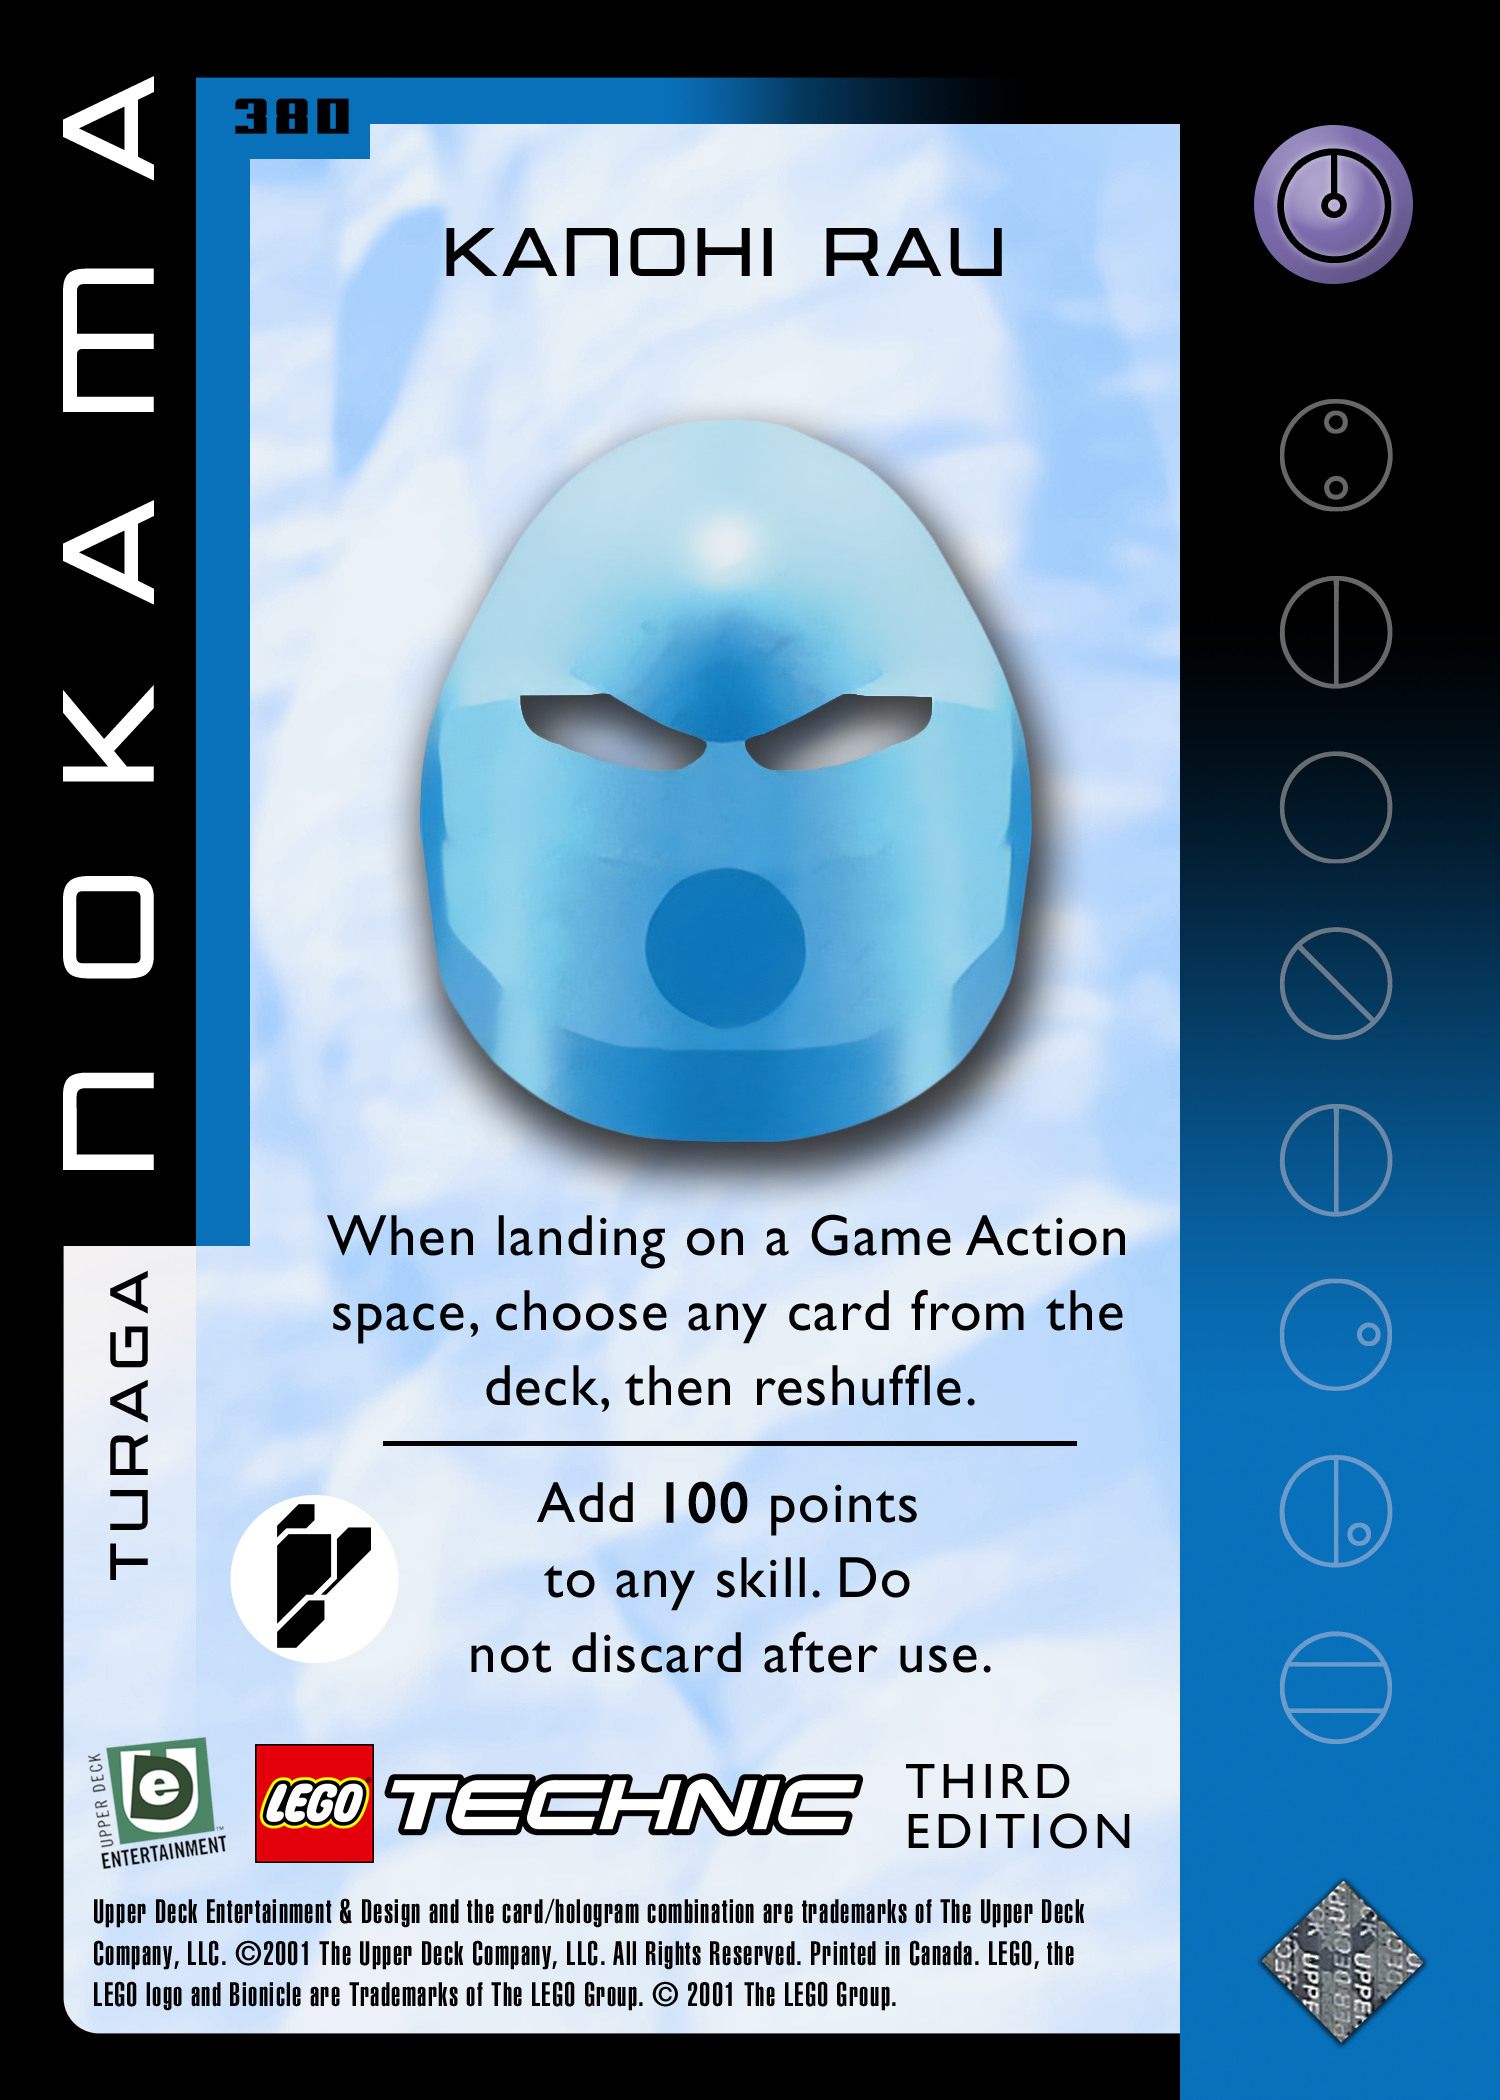 NOKAMA
TURAGA
380
KANOHI RAU
When landing on a Game Action
space, choose any card from the
deck, then reshuffle.
Add 100 points
to any skill. Do
not discard after use.
UPPER DECK
e
ENTERTAINMENT
™
LEGO
TECHNIC
THIRD
EDITION
Upper Deck Entertainment & Design and the card/hologram combination are trademarks of The Upper Deck
Company, LLC. ©2001 The Upper Deck Company, LLC. All Rights Reserved. Printed in Canada. LEGO, the
LEGO logo and Bionicle are Trademarks of The LEGO Group. © 2001 The LEGO Group.